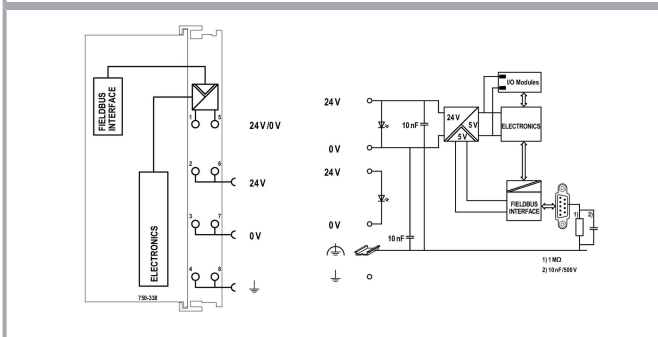 FIELDBUS
INTERFACE
1 5
24 V / 0 V
2 6
24 V
3 7
0 V
ELECTRONICS
4 8
750-338
24 V
0 V
24 V
0 V
10 nF
10 nF
24 V
5 V
5 V
I/O Modules
ELECTRONICS
FIELDBUS
INTERFACE
1)
2)
1) 1 MΩ
2) 10 nF/500 V